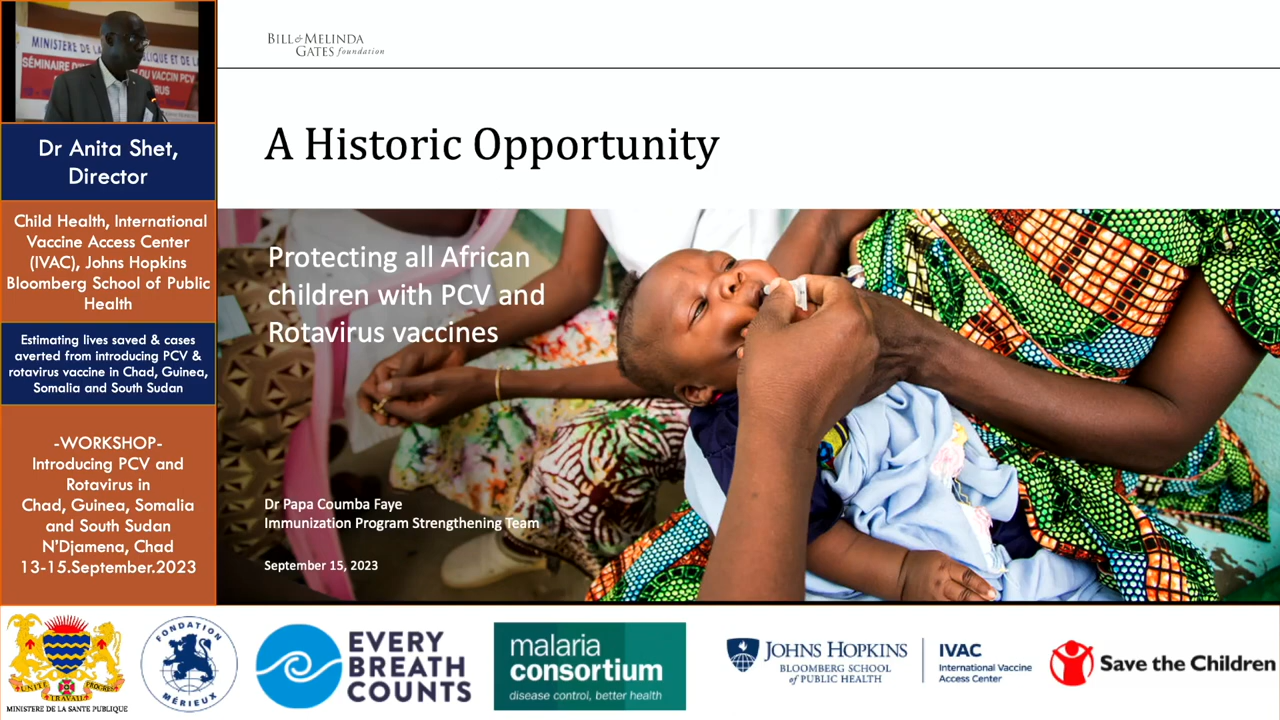 MINISTERE DE LA
BLIQUE ET DE L
VACCIN PCV
Dr Anita Shet,
Director
Child Health, International
Vaccine Access Center
(IVAC), Johns Hopkins
Bloomberg School of Public
Health
Estimating lives saved & cases
averted from introducing PCV &
rotavirus vaccine in Chad, Guinea,
Somalia and South Sudan
-WORKSHOP-
Introducing PCV and
Rotavirus in
Chad, Guinea, Somalia
and South Sudan
N'Djamena, Chad
13-15.September.2023
BILL & MELINDA
GATES foundation
A Historic Opportunity
Protecting all African
children with PCV and
Rotavirus vaccines
Dr Papa Coumba Faye
Immunization Program Strengthening Team
September 15, 2023
UNITE TRAVAIL PROGRES
MINISTERE DE LA SANTE PUBLIQUE
FONDATION
MÉRIEUX
EVERY
BREATH
COUNTS
malaria
consortium
disease control, better health
JOHNS HOPKINS
BLOOMBERG SCHOOL
of PUBLIC HEALTH
IVAC
International Vaccine
Access Center
Save the Children